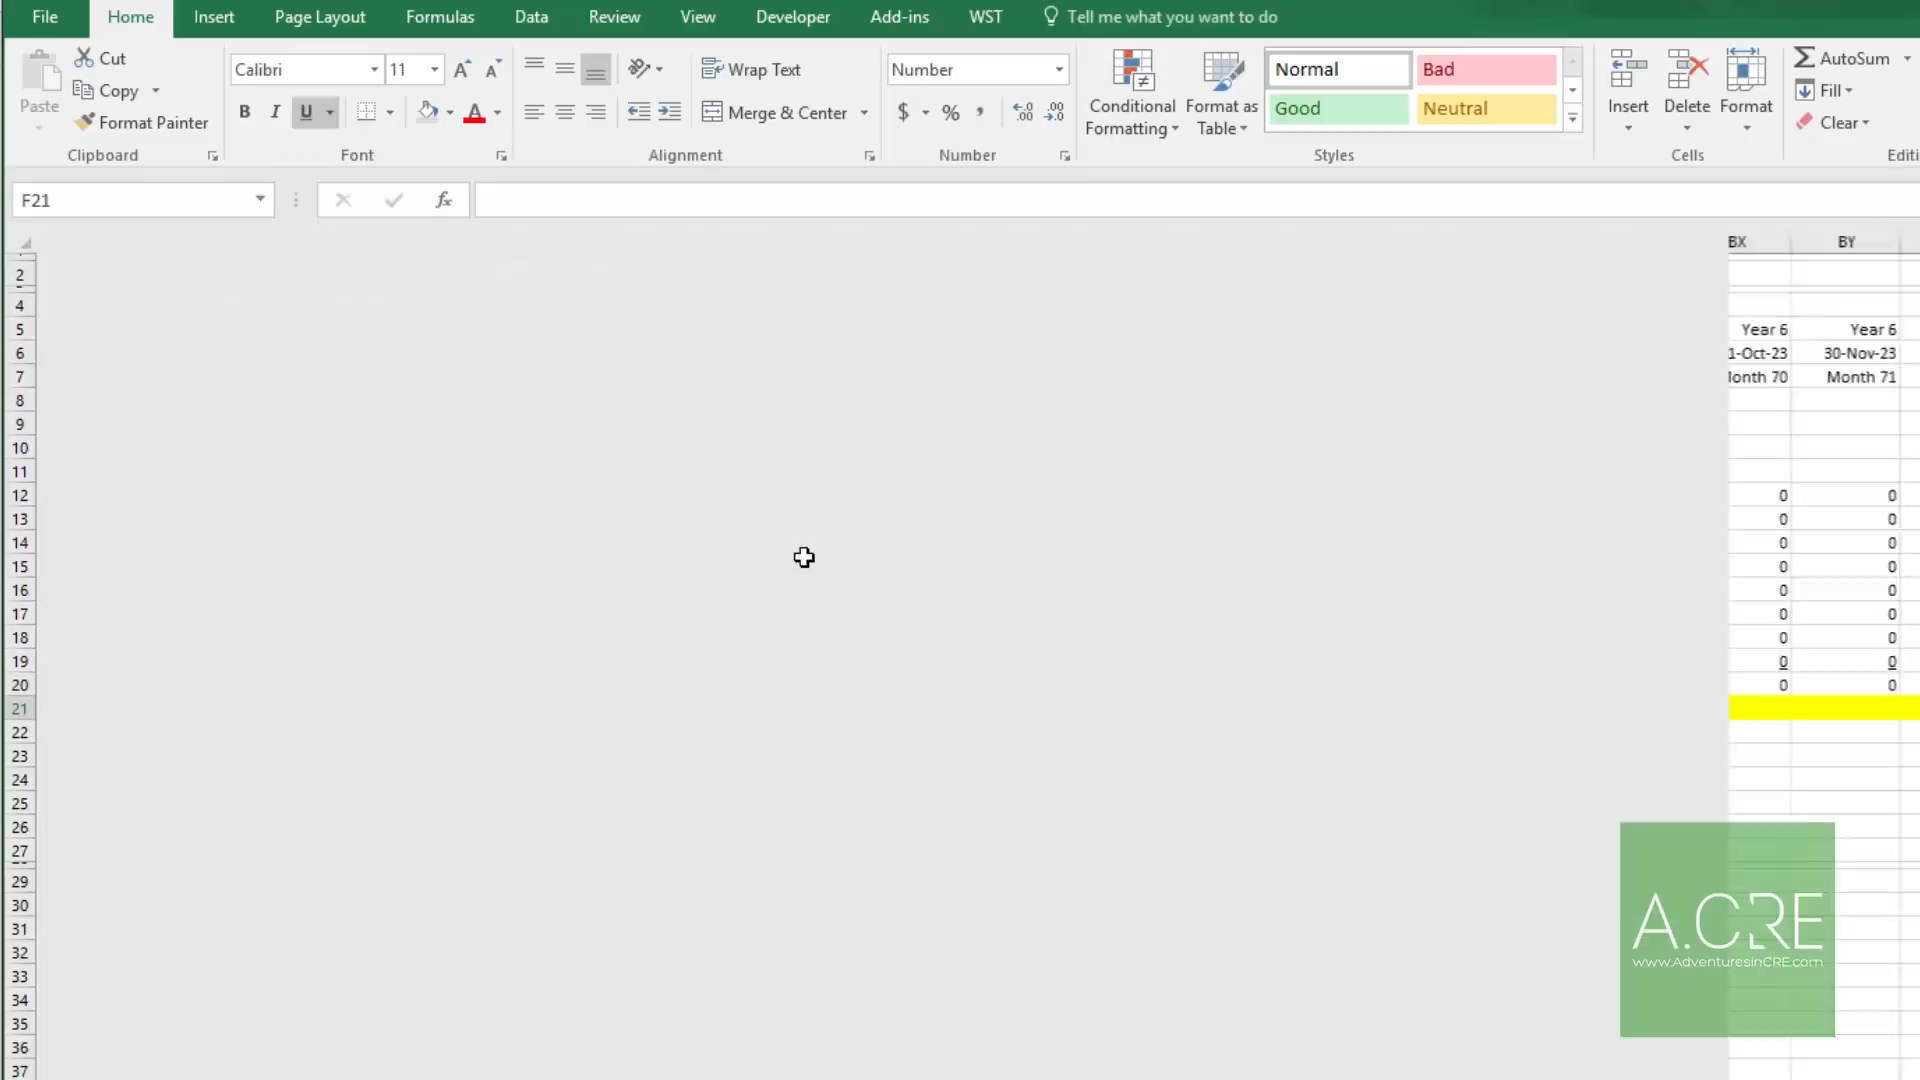 File Home Insert Page Layout Formulas Data Review View Developer Add-ins WST Tell me what you want to do
Paste
Cut
Copy
Format Painter
Clipboard
Calibri 11
B I U
Font
Wrap Text
Merge & Center
Alignment
Number
$ % ,
Number
Conditional Formatting
Format as Table
Normal Bad
Good Neutral
Styles
Insert Delete Format
Cells
AutoSum
Fill
Clear
F21
fx
BX BY
2
4
5 Year 6 Year 6
6 1-Oct-23 30-Nov-23
7 onth 70 Month 71
8
9
10
11
12 0 0
13 0 0
14 0 0
15 0 0
16 0 0
17 0 0
18 0 0
19 0 0
20 0 0
21
22
23
24
25
26
27
29
30
31
32
33
34
35
36
37
A.CRE
www.AdventuresinCRE.com